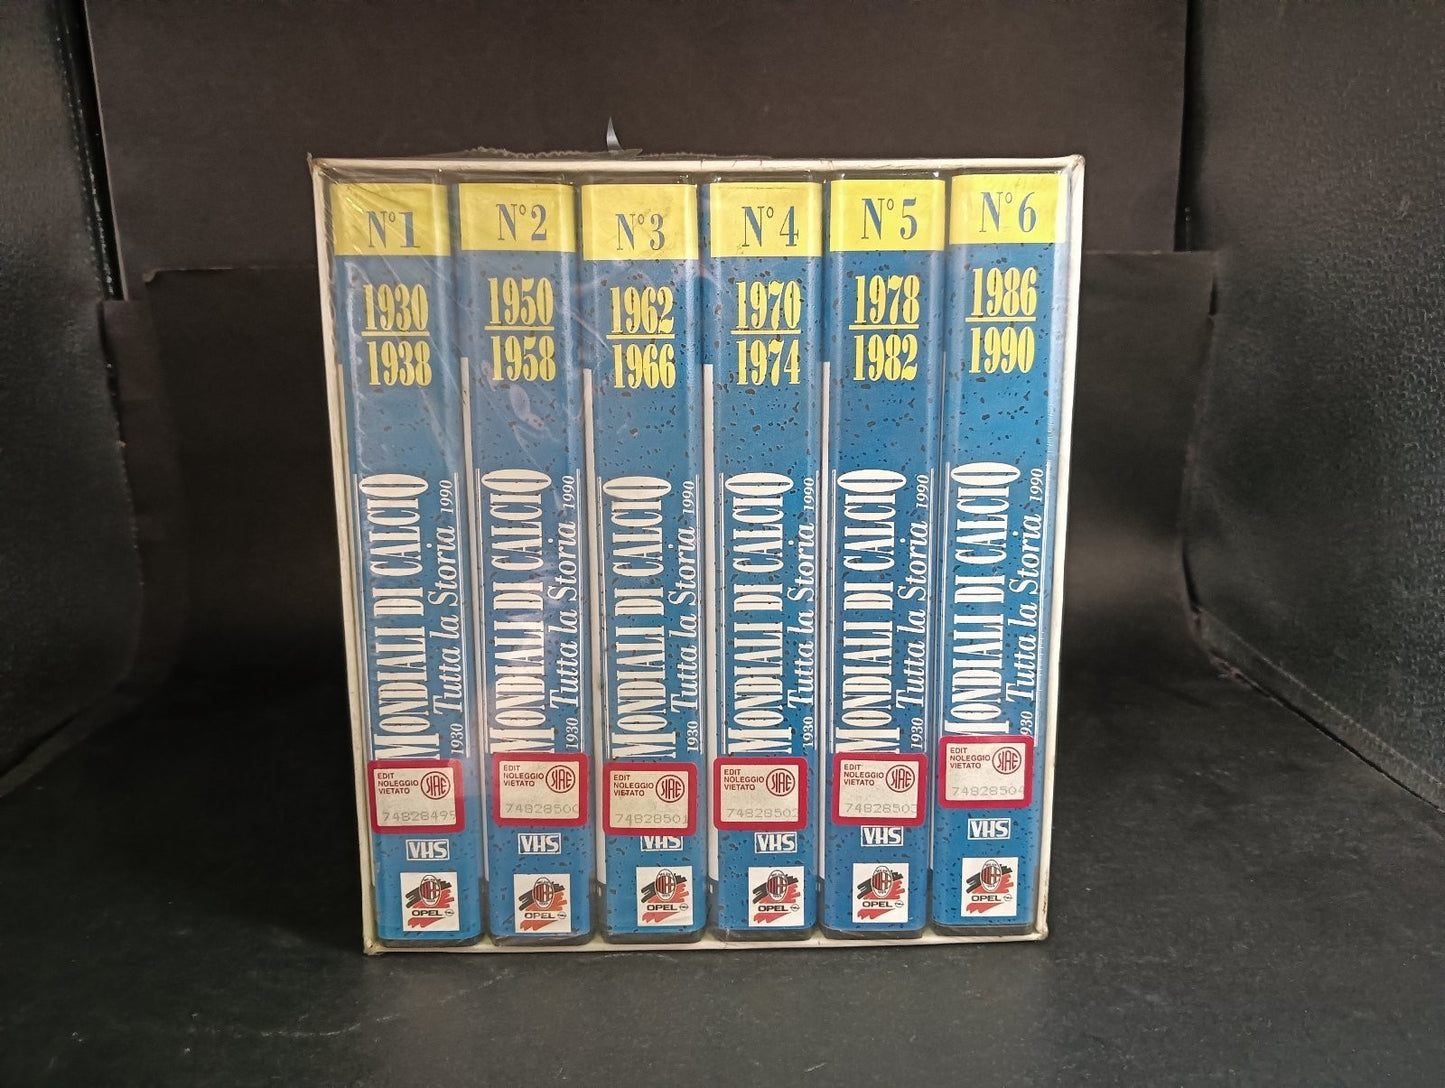 N°1
1930
1938
MONDIALI DI CALCIO
1930 Tutta la Storia 1990
EDIT
NOLEGGIO
VIETATO
SIAE
74828499
VHS
OPEL
N°2
1950
1958
MONDIALI DI CALCIO
1930 Tutta la Storia 1990
EDIT
NOLEGGIO
VIETATO
SIAE
74828500
VHS
OPEL
N°3
1962
1966
MONDIALI DI CALCIO
1930 Tutta la Storia 1990
EDIT
NOLEGGIO
VIETATO
SIAE
74828501
VHS
OPEL
N°4
1970
1974
MONDIALI DI CALCIO
1930 Tutta la Storia 1990
EDIT
NOLEGGIO
VIETATO
SIAE
74828502
VHS
OPEL
N°5
1978
1982
MONDIALI DI CALCIO
1930 Tutta la Storia 1990
EDIT
NOLEGGIO
VIETATO
SIAE
74828503
VHS
OPEL
N°6
1986
1990
MONDIALI DI CALCIO
1930 Tutta la Storia 1990
EDIT
NOLEGGIO
VIETATO
SIAE
74828504
VHS
OPEL